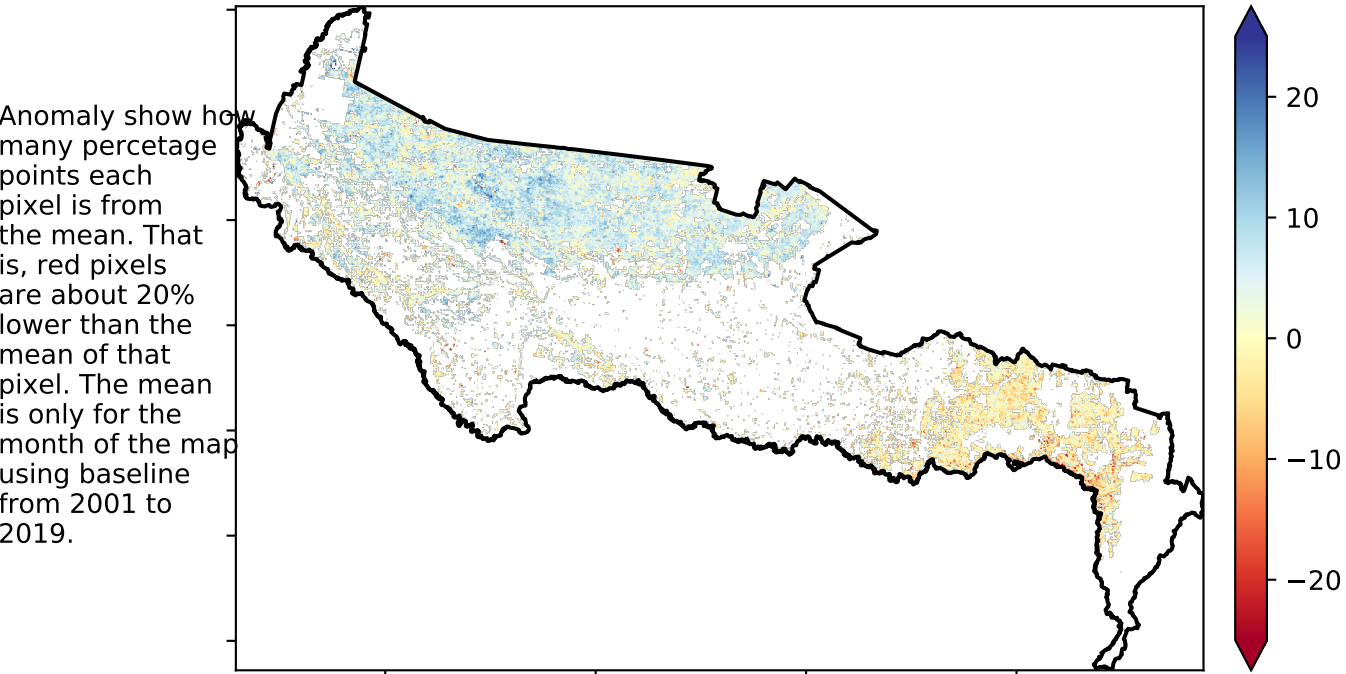 Anomaly show how
many percetage
points each
pixel is from
the mean. That
is, red pixels
are about 20%
lower than the
mean of that
pixel. The mean
is only for the
month of the map
using baseline
from 2001 to
2019.
20
10
0
−10
−20